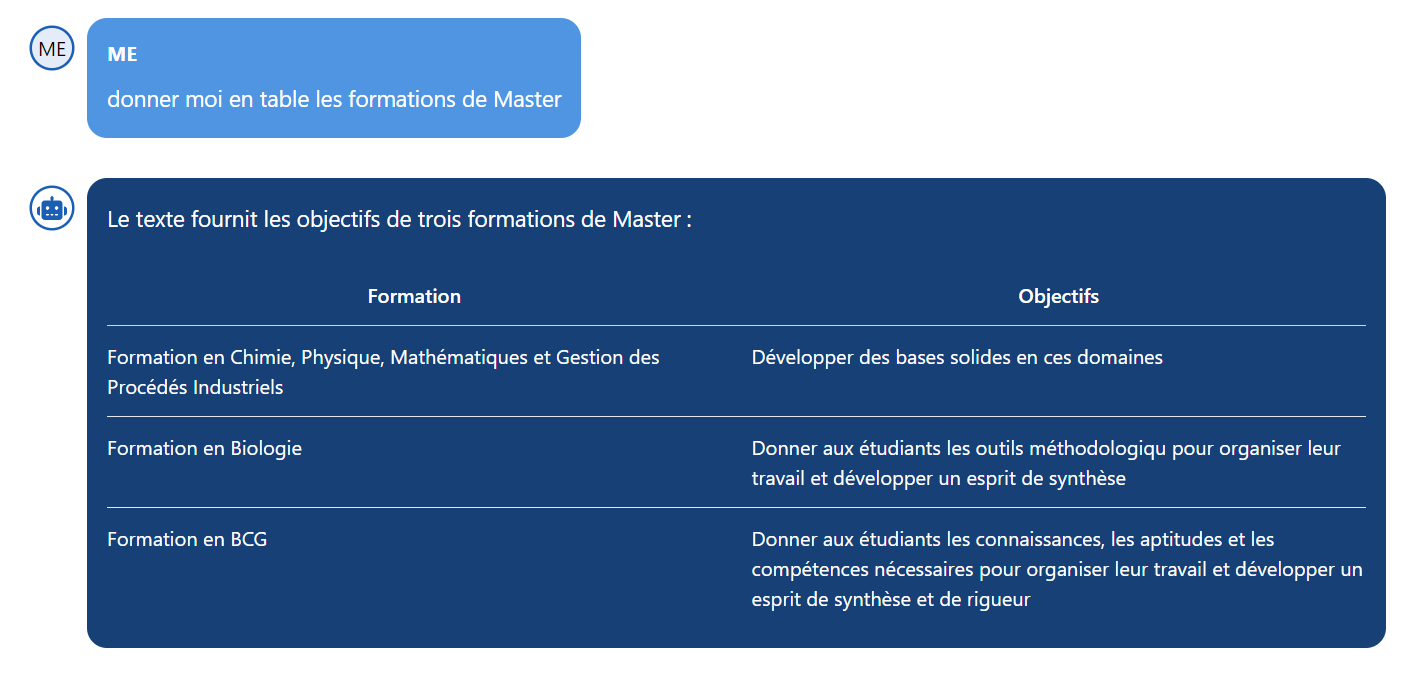 ME
ME
donner moi en table les formations de Master
Le texte fournit les objectifs de trois formations de Master :
Formation
Objectifs
Formation en Chimie, Physique, Mathématiques et Gestion des
Procédés Industriels
Développer des bases solides en ces domaines
Formation en Biologie
Donner aux étudiants les outils méthodologiqu pour organiser leur
travail et développer un esprit de synthèse
Formation en BCG
Donner aux étudiants les connaissances, les aptitudes et les
compétences nécessaires pour organiser leur travail et développer un
esprit de synthèse et de rigueur